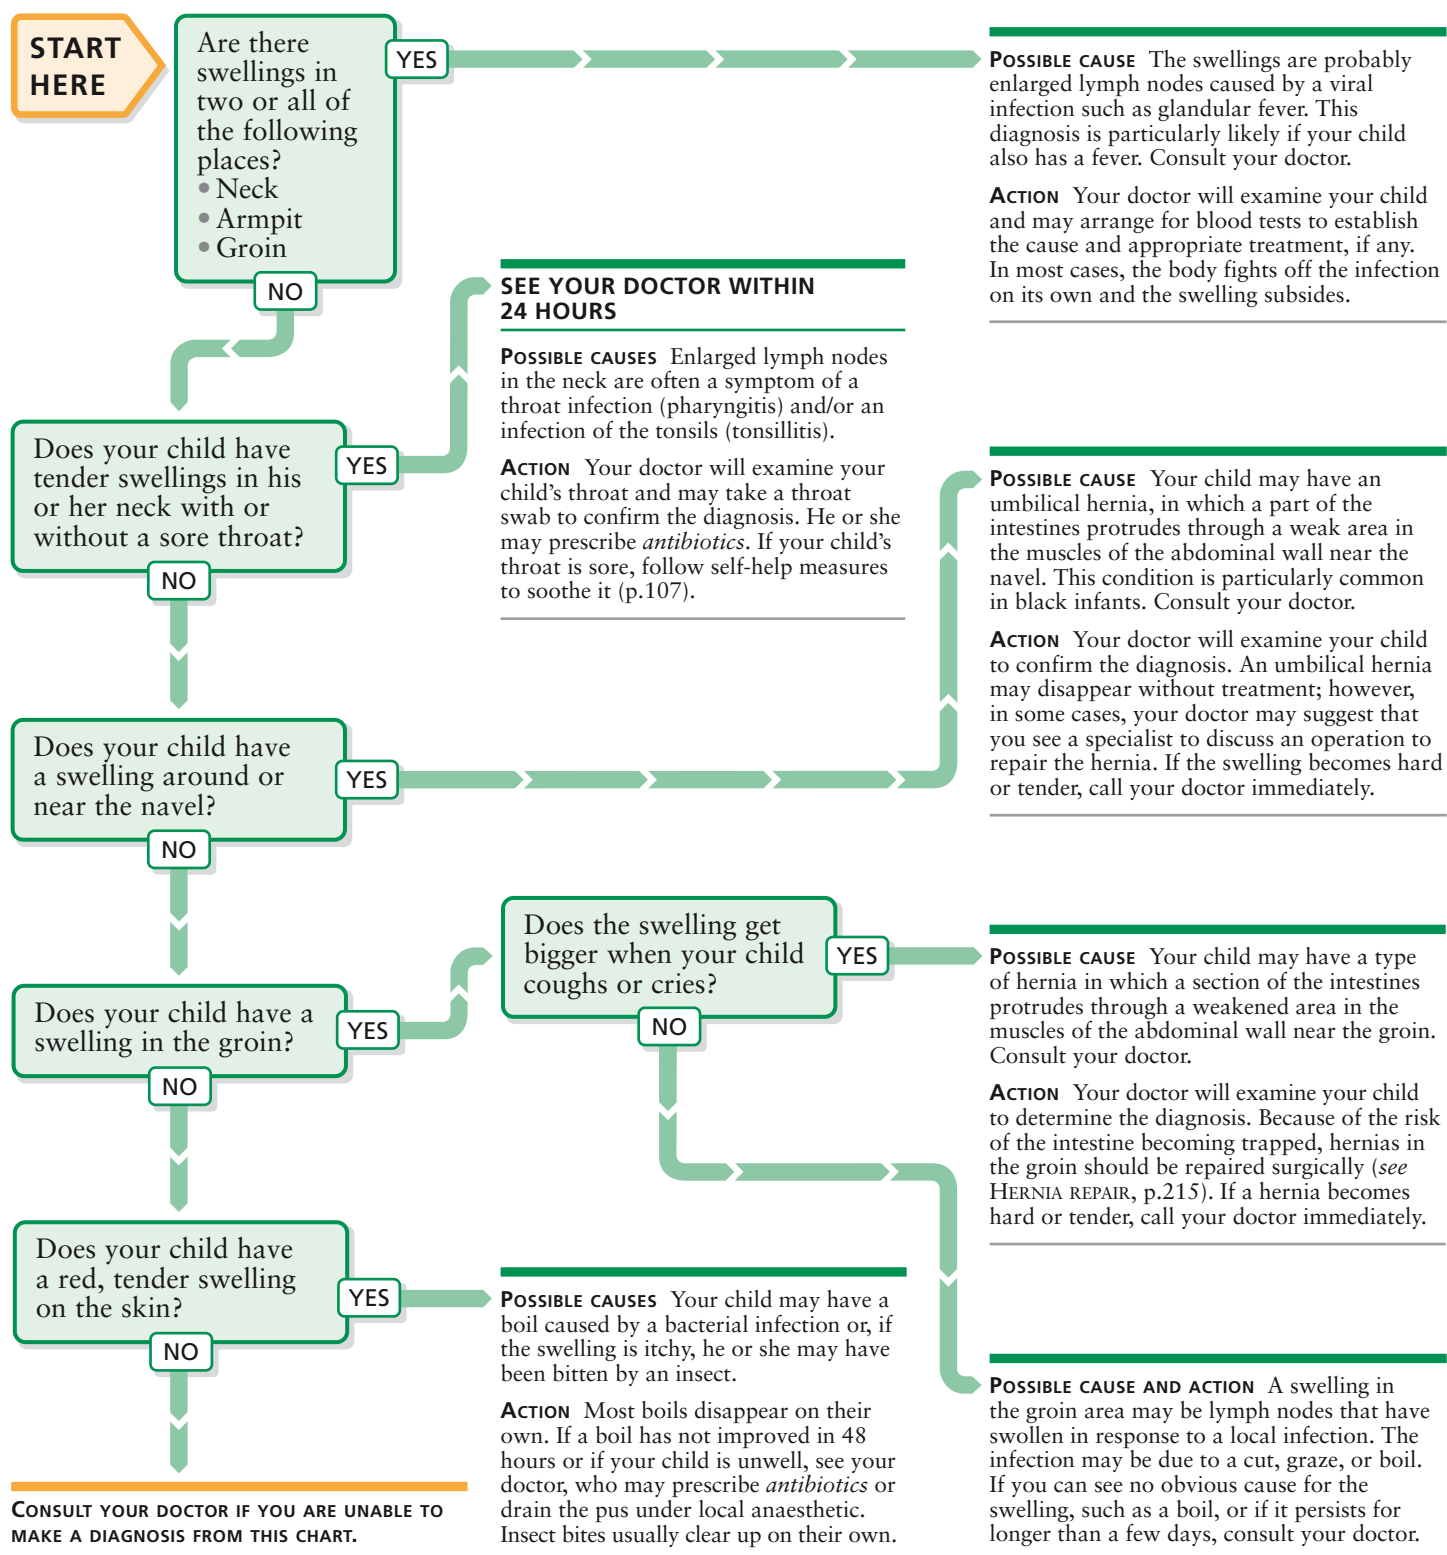 START
HERE
Are there
swellings in
two or all of
the following
places?
• Neck
• Armpit
• Groin
YES
NO
POSSIBLE CAUSE The swellings are probably
enlarged lymph nodes caused by a viral
infection such as glandular fever. This
diagnosis is particularly likely if your child
also has a fever. Consult your doctor.
ACTION Your doctor will examine your child
and may arrange for blood tests to establish
the cause and appropriate treatment, if any.
In most cases, the body fights off the infection
on its own and the swelling subsides.
Does your child have
tender swellings in his
or her neck with or
without a sore throat?
YES
NO
SEE YOUR DOCTOR WITHIN
24 HOURS
POSSIBLE CAUSES Enlarged lymph nodes
in the neck are often a symptom of a
throat infection (pharyngitis) and/or an
infection of the tonsils (tonsillitis).
ACTION Your doctor will examine your
child's throat and may take a throat
swab to confirm the diagnosis. He or she
may prescribe antibiotics. If your child's
throat is sore, follow self-help measures
to soothe it (p.107).
Does your child have
a swelling around or
near the navel?
YES
NO
POSSIBLE CAUSE Your child may have an
umbilical hernia, in which a part of the
intestines protrudes through a weak area in
the muscles of the abdominal wall near the
navel. This condition is particularly common
in black infants. Consult your doctor.
ACTION Your doctor will examine your child
to confirm the diagnosis. An umbilical hernia
may disappear without treatment; however,
in some cases, your doctor may suggest that
you see a specialist to discuss an operation to
repair the hernia. If the swelling becomes hard
or tender, call your doctor immediately.
Does your child have a
swelling in the groin?
YES
NO
Does the swelling get
bigger when your child
coughs or cries?
YES
NO
POSSIBLE CAUSE Your child may have a type
of hernia in which a section of the intestines
protrudes through a weakened area in the
muscles of the abdominal wall near the groin.
Consult your doctor.
ACTION Your doctor will examine your child
to determine the diagnosis. Because of the risk
of the intestine becoming trapped, hernias in
the groin should be repaired surgically (see
HERNIA REPAIR, p.215). If a hernia becomes
hard or tender, call your doctor immediately.
Does your child have
a red, tender swelling
on the skin?
YES
NO
POSSIBLE CAUSES Your child may have a
boil caused by a bacterial infection or, if
the swelling is itchy, he or she may have
been bitten by an insect.
ACTION Most boils disappear on their
own. If a boil has not improved in 48
hours or if your child is unwell, see your
doctor, who may prescribe antibiotics or
drain the pus under local anaesthetic.
Insect bites usually clear up on their own.
POSSIBLE CAUSE AND ACTION A swelling in
the groin area may be lymph nodes that have
swollen in response to a local infection. The
infection may be due to a cut, graze, or boil.
If you can see no obvious cause for the
swelling, such as a boil, or if it persists for
longer than a few days, consult your doctor.
CONSULT YOUR DOCTOR IF YOU ARE UNABLE TO
MAKE A DIAGNOSIS FROM THIS CHART.